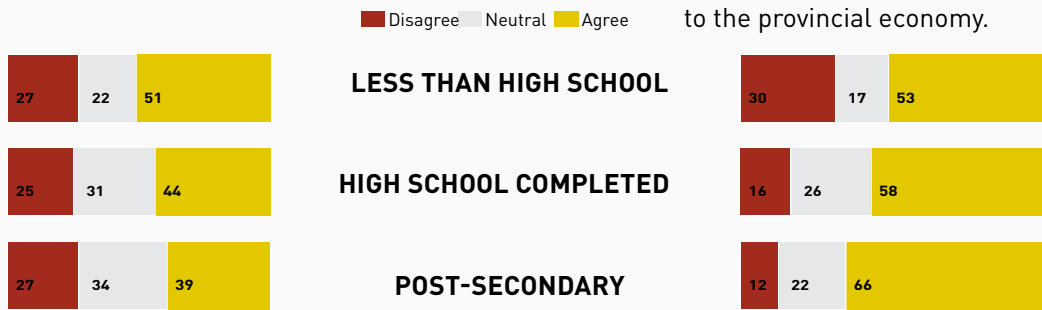 Disagree Neutral Agree
to the provincial economy.
27 22 51
LESS THAN HIGH SCHOOL
30 17 53
25 31 44
HIGH SCHOOL COMPLETED
16 26 58
27 34 39
POST-SECONDARY
12 22 66